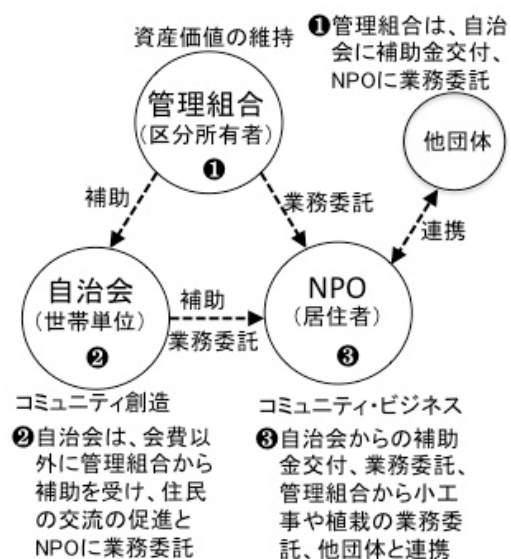 資産価値の維持
❶管理組合は、自治
会に補助金交付、
NPOに業務委託
管理組合
(区分所有者)
❶
他団体
補助
業務委託
連携
自治会
(世帯単位)
❷
補助
業務委託
NPO
(居住者)
❸
コミュニティ創造
❷自治会は、会費以
外に管理組合から
補助を受け、住民
の交流の促進と
NPOに業務委託
コミュニティ・ビジネス
❸自治会からの補助
金交付、業務委託、
管理組合から小工
事や植栽の業務委
託、他団体と連携